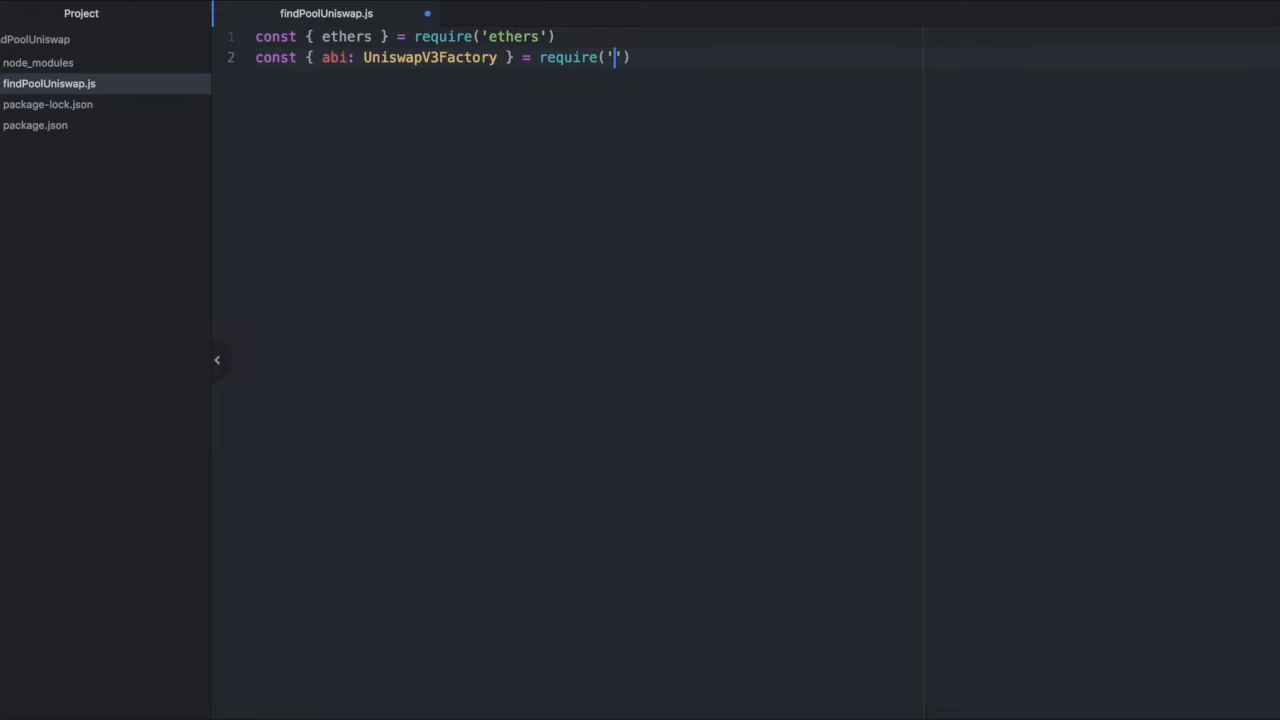 Project
findPoolUniswap.js
dPoolUniswap
node_modules
findPoolUniswap.js
package-lock.json
package.json
1 const { ethers } = require('ethers')
2 const { abi: UniswapV3Factory } = require('')